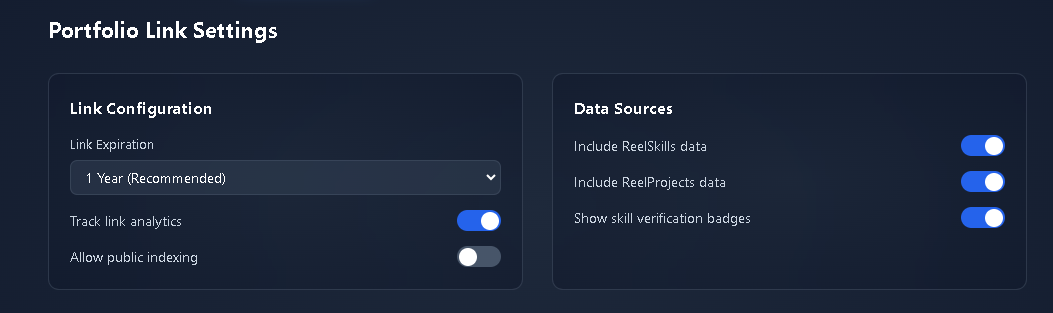 Portfolio Link Settings
Link Configuration
Link Expiration
1 Year (Recommended)
Track link analytics
Allow public indexing
Data Sources
Include ReelSkills data
Include ReelProjects data
Show skill verification badges